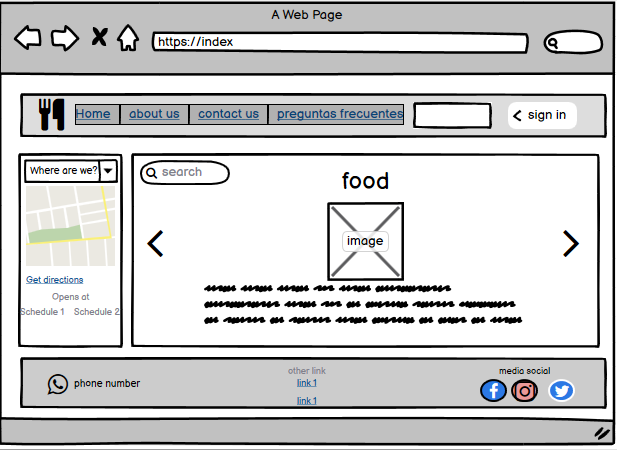 A Web Page
https://index
Home about us contact us preguntas frecuentes
sign in
Where are we?
search
food
image
Get directions
Opens at
Schedule 1 Schedule 2
phone number
other link
link 1
link 1
media social